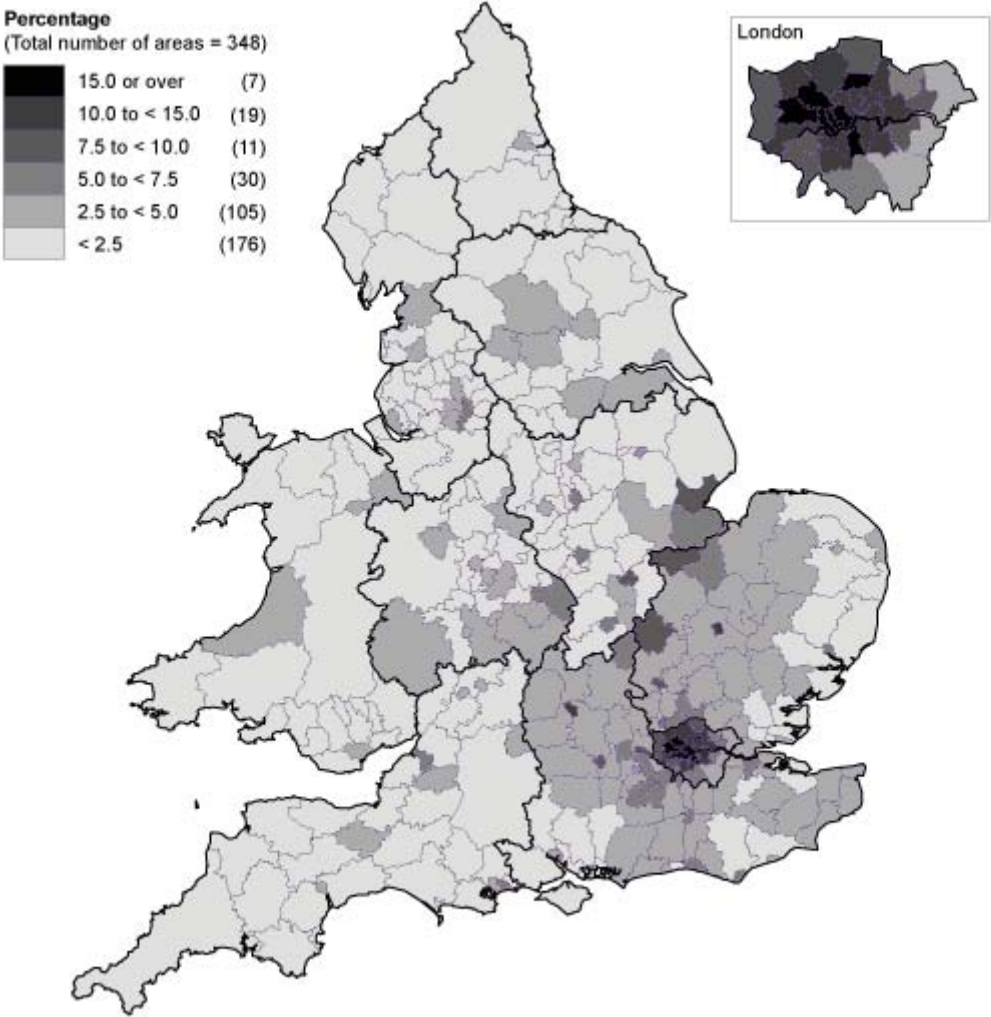 Percentage
(Total number of areas = 348)
15.0 or over (7)
10.0 to < 15.0 (19)
7.5 to < 10.0 (11)
5.0 to < 7.5 (30)
2.5 to < 5.0 (105)
< 2.5 (176)
London